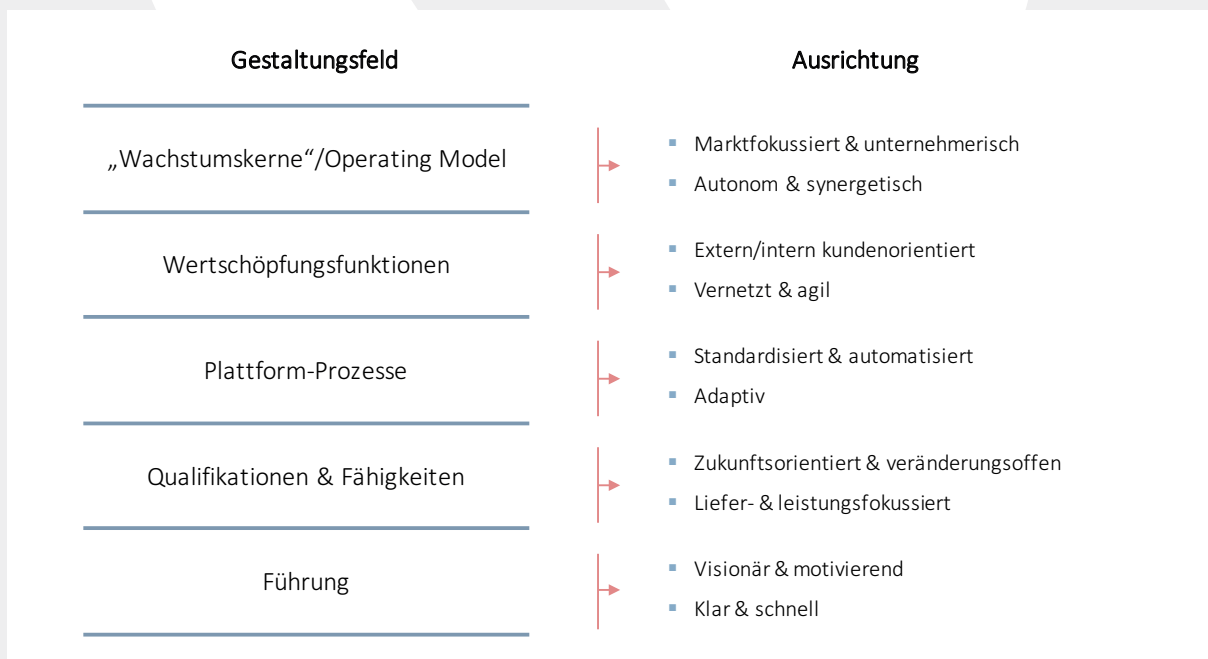 Gestaltungsfeld
Ausrichtung
„Wachstumskerne“/Operating Model
Marktfokussiert & unternehmerisch
Autonom & synergetisch
Wertschöpfungsfunktionen
Extern/intern kundenorientiert
Vernetzt & agil
Plattform-Prozesse
Standardisiert & automatisiert
Adaptiv
Qualifikationen & Fähigkeiten
Zukunftsorientiert & veränderungsoffen
Liefer- & leistungsfokussiert
Führung
Visionär & motivierend
Klar & schnell